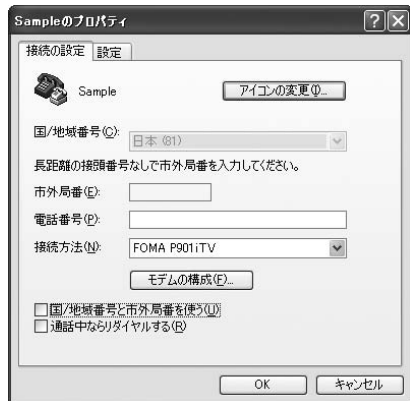 Sampleのプロパティ
接続の設定 設定
Sample
アイコンの変更(I)...
国/地域番号(C):
日本 (81)
長距離の接頭番号なしで市外局番を入力してください。
市外局番(E):
電話番号(P):
接続方法(N):
FOMA P901iTV
モデムの構成(F)...
国/地域番号と市外局番を使う(U)
通話中ならリダイヤルする(R)
OK
キャンセル